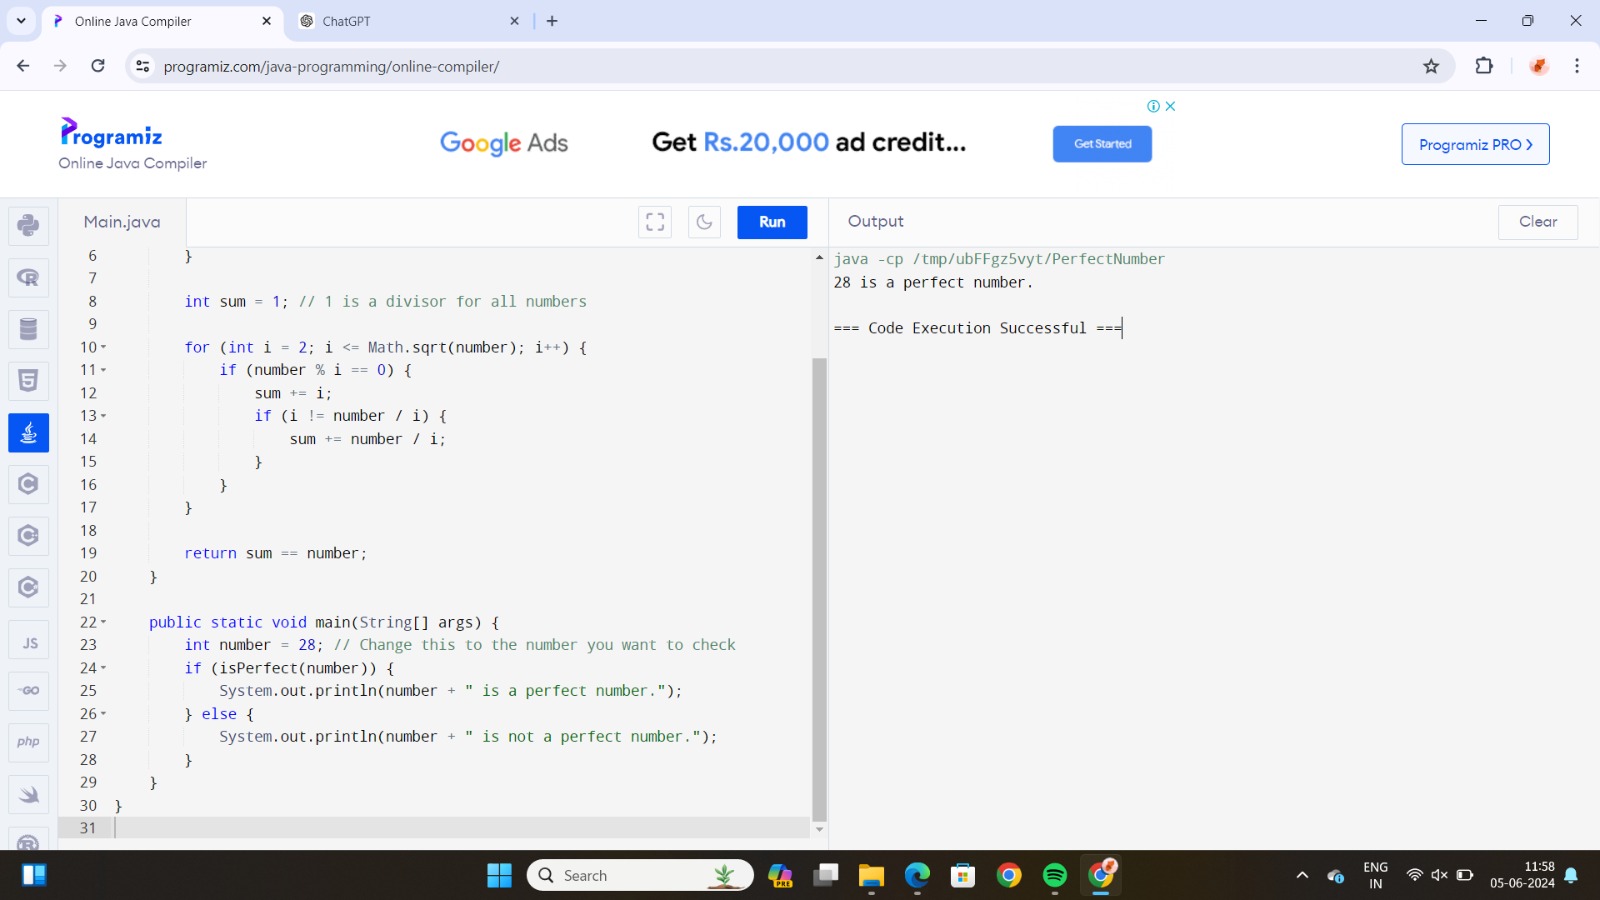 Online Java Compiler
ChatGPT
programiz.com/java-programming/online-compiler/
Programiz
Online Java Compiler
Google Ads
Get Rs.20,000 ad credit...
Get Started
Programiz PRO
Main.java
Run
Output
Clear
6 }
7
8 int sum = 1; // 1 is a divisor for all numbers
9
10 for (int i = 2; i <= Math.sqrt(number); i++) {
11 if (number % i == 0) {
12 sum += i;
13 if (i != number / i) {
14 sum += number / i;
15 }
16 }
17 }
18
19 return sum == number;
20 }
21
22 public static void main(String[] args) {
23 int number = 28; // Change this to the number you want to check
24 if (isPerfect(number)) {
25 System.out.println(number + " is a perfect number.");
26 } else {
27 System.out.println(number + " is not a perfect number.");
28 }
29 }
30 }
31
java -cp /tmp/ubFFgz5vyt/PerfectNumber
28 is a perfect number.
=== Code Execution Successful ===
JS
GO
php
Search
PRE
ENG
IN
11:58
05-06-2024